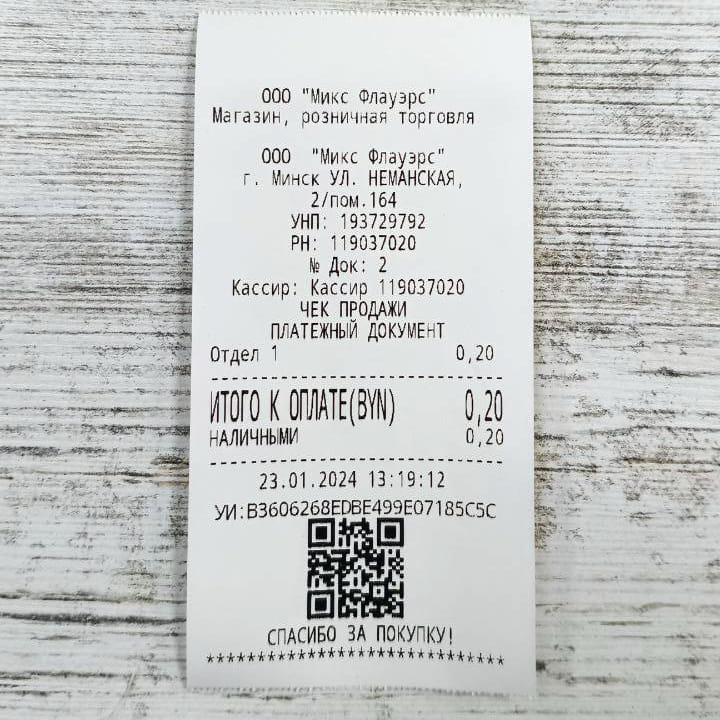 ООО "Микс Флауэрс"
Магазин, розничная торговля
ООО "Микс Флауэрс"
г. Минск УЛ. НЕМАНСКАЯ,
2/пом.164
УНП: 193729792
РН: 119037020
№ Док: 2
Кассир: Кассир 119037020
ЧЕК ПРОДАЖИ
ПЛАТЕЖНЫЙ ДОКУМЕНТ
Отдел 1 0,20
ИТОГО К ОПЛАТЕ(BYN) 0,20
НАЛИЧНЫМИ 0,20
23.01.2024 13:19:12
УИ:B3606268EDBE499E07185C5C
СПАСИБО ЗА ПОКУПКУ!
******************************